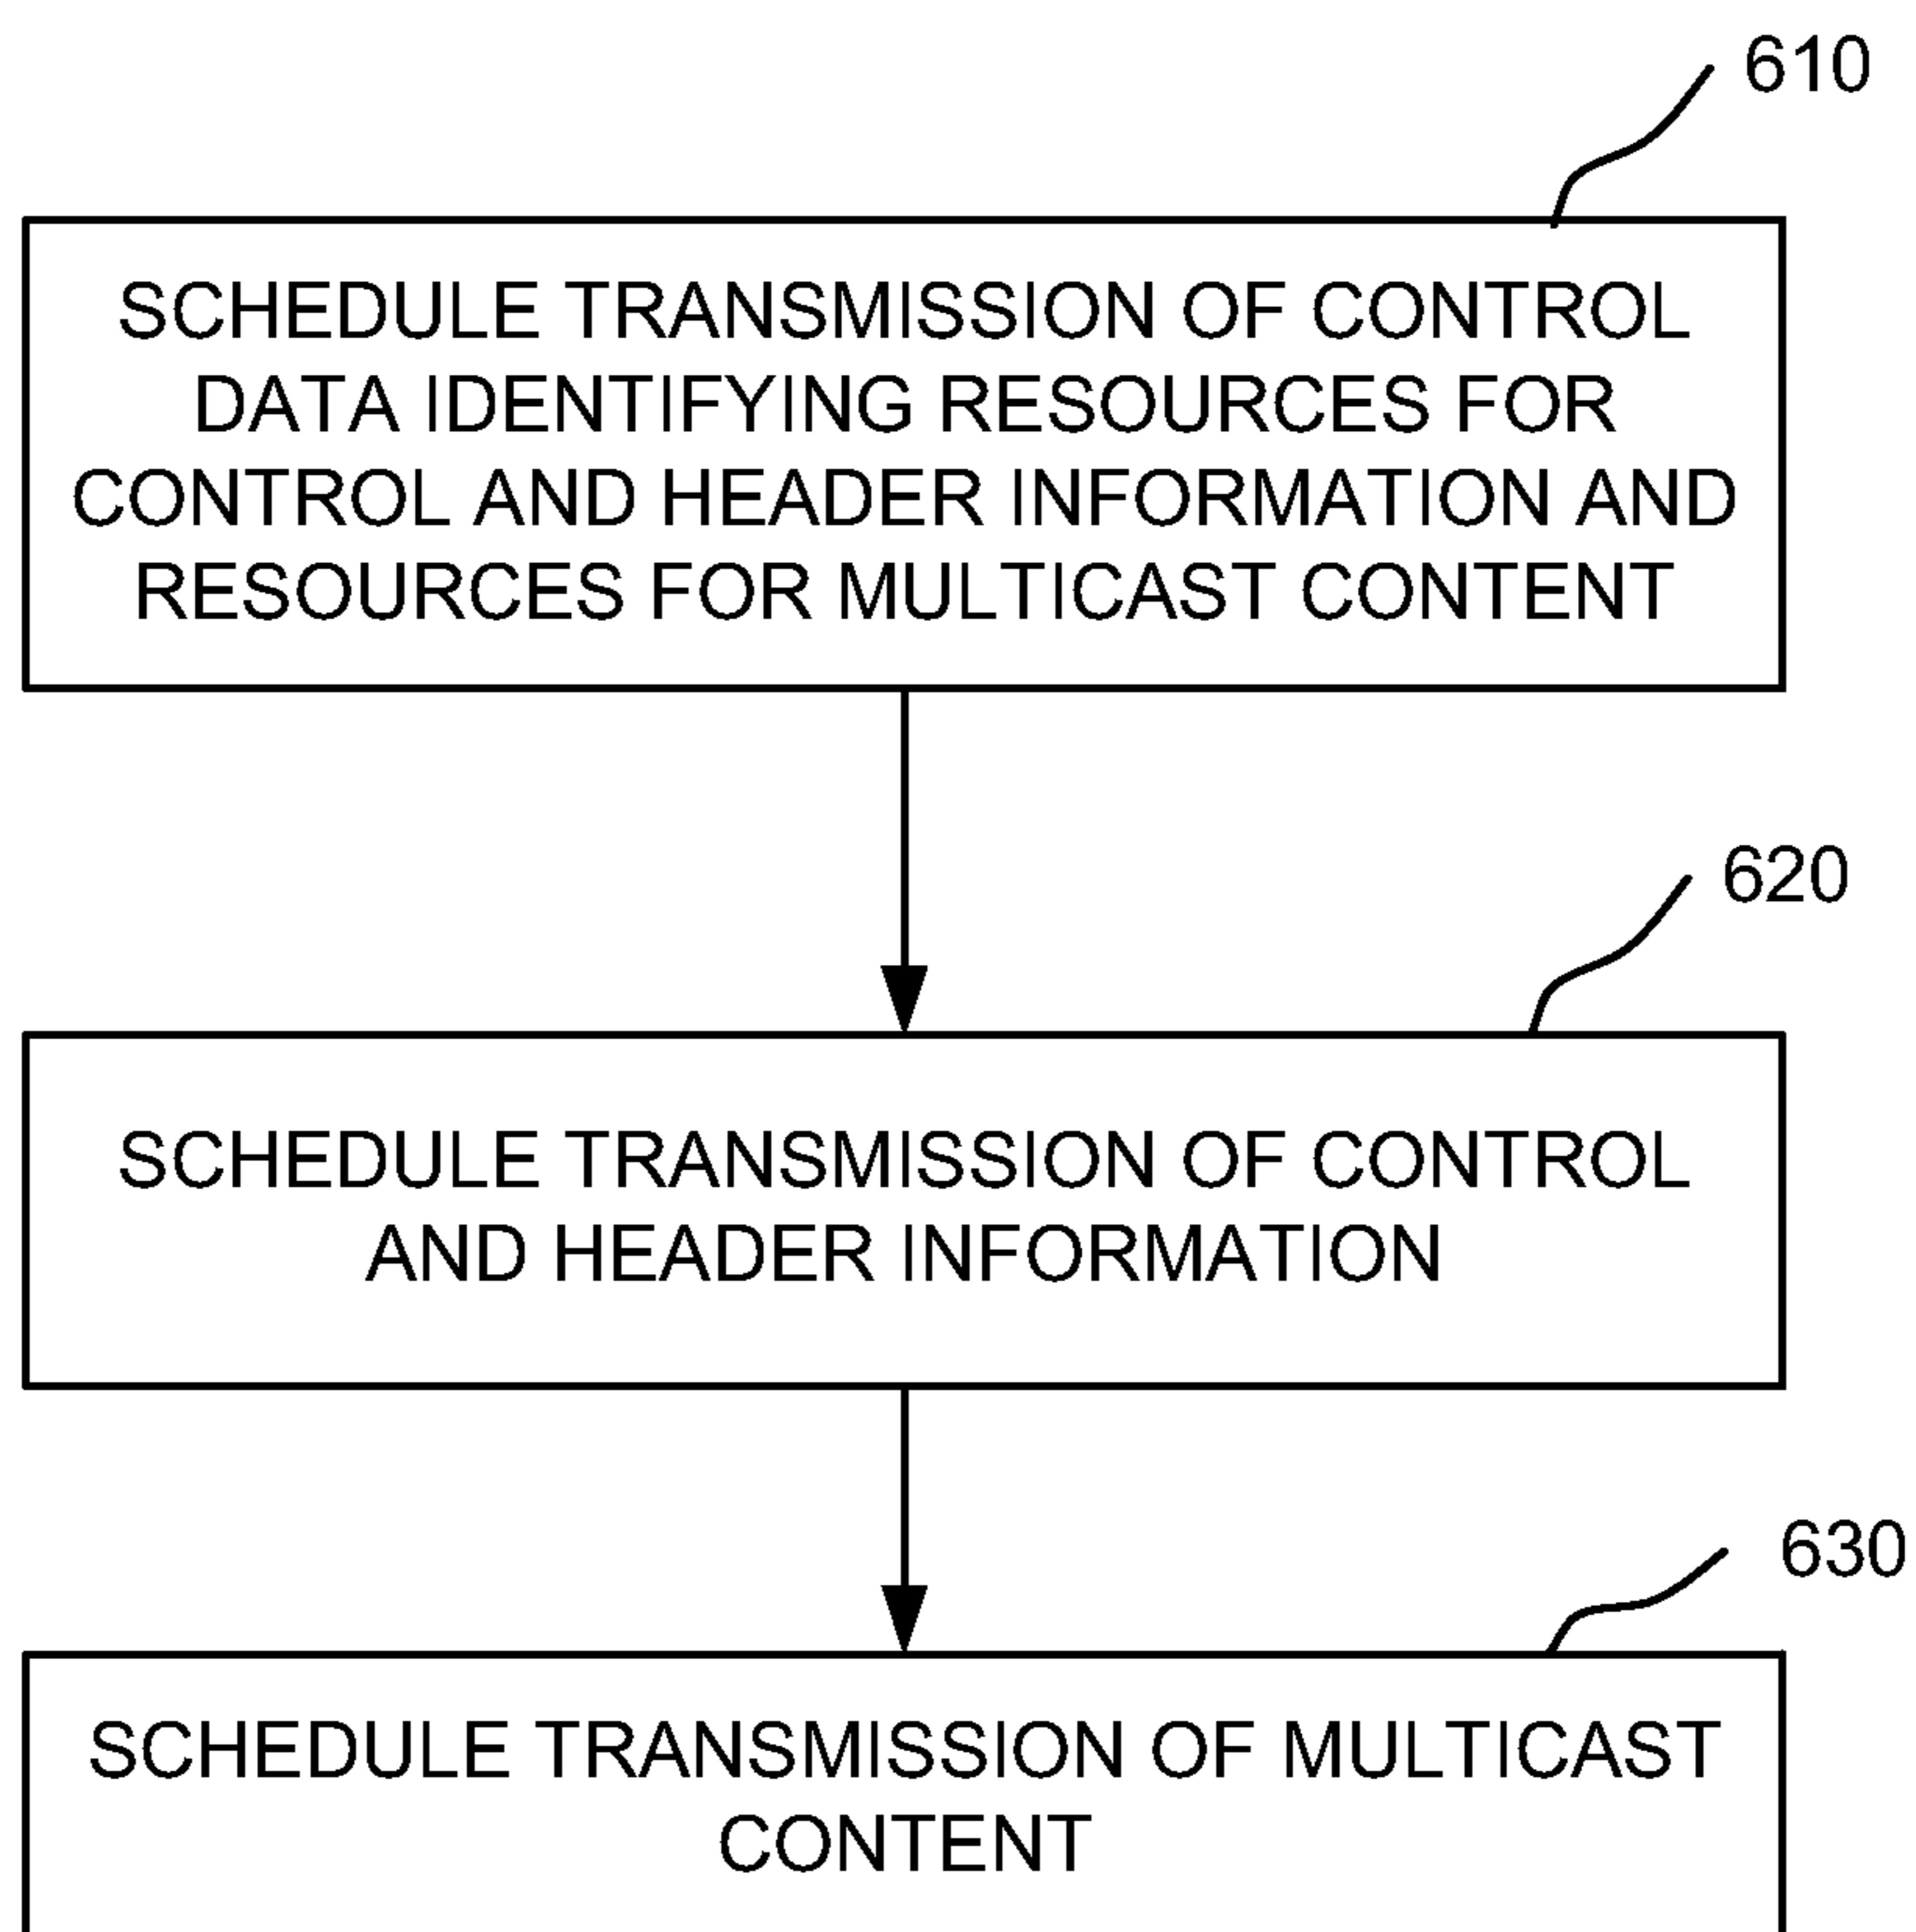 610
SCHEDULE TRANSMISSION OF CONTROL
DATA IDENTIFYING RESOURCES FOR
CONTROL AND HEADER INFORMATION AND
RESOURCES FOR MULTICAST CONTENT
620
SCHEDULE TRANSMISSION OF CONTROL
AND HEADER INFORMATION
630
SCHEDULE TRANSMISSION OF MULTICAST
CONTENT